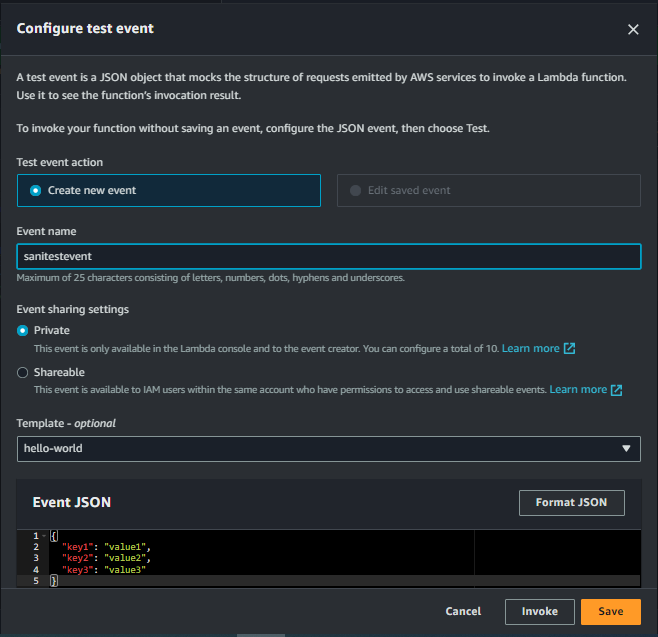 Configure test event
A test event is a JSON object that mocks the structure of requests emitted by AWS services to invoke a Lambda function.
Use it to see the function's invocation result.
To invoke your function without saving an event, configure the JSON event, then choose Test.
Test event action
Create new event
Edit saved event
Event name
sanitestevent
Maximum of 25 characters consisting of letters, numbers, dots, hyphens and underscores.
Event sharing settings
Private
This event is only available in the Lambda console and to the event creator. You can configure a total of 10. Learn more
Shareable
This event is available to IAM users within the same account who have permissions to access and use shareable events. Learn more
Template - optional
hello-world
Event JSON
Format JSON
1 {
2 "key1": "value1",
3 "key2": "value2",
4 "key3": "value3"
5 }
Cancel
Invoke
Save